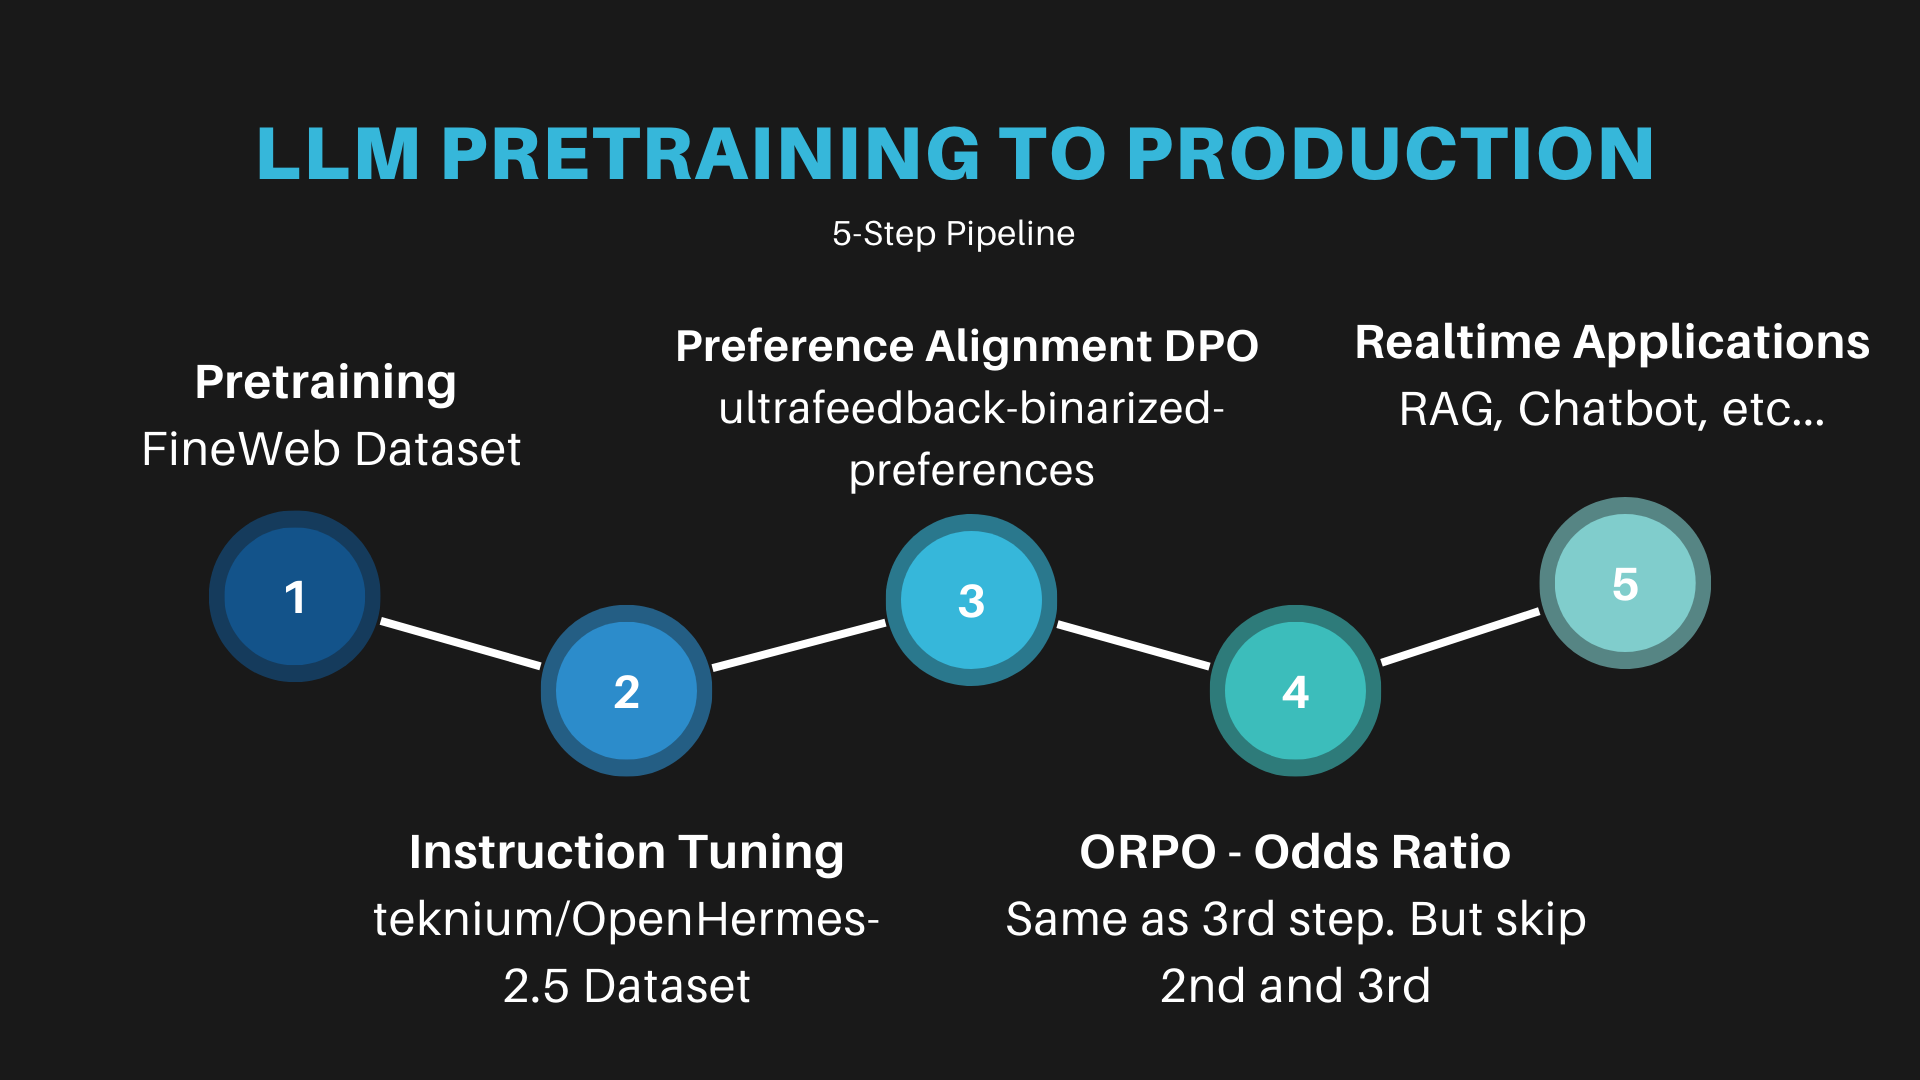 LLM PRETRAINING TO PRODUCTION
5-Step Pipeline
Pretraining
FineWeb Dataset
1
Instruction Tuning
teknium/OpenHermes-
2.5 Dataset
2
Preference Alignment DPO
ultrafeedback-binarized-
preferences
3
ORPO - Odds Ratio
Same as 3rd step. But skip
2nd and 3rd
4
Realtime Applications
RAG, Chatbot, etc...
5